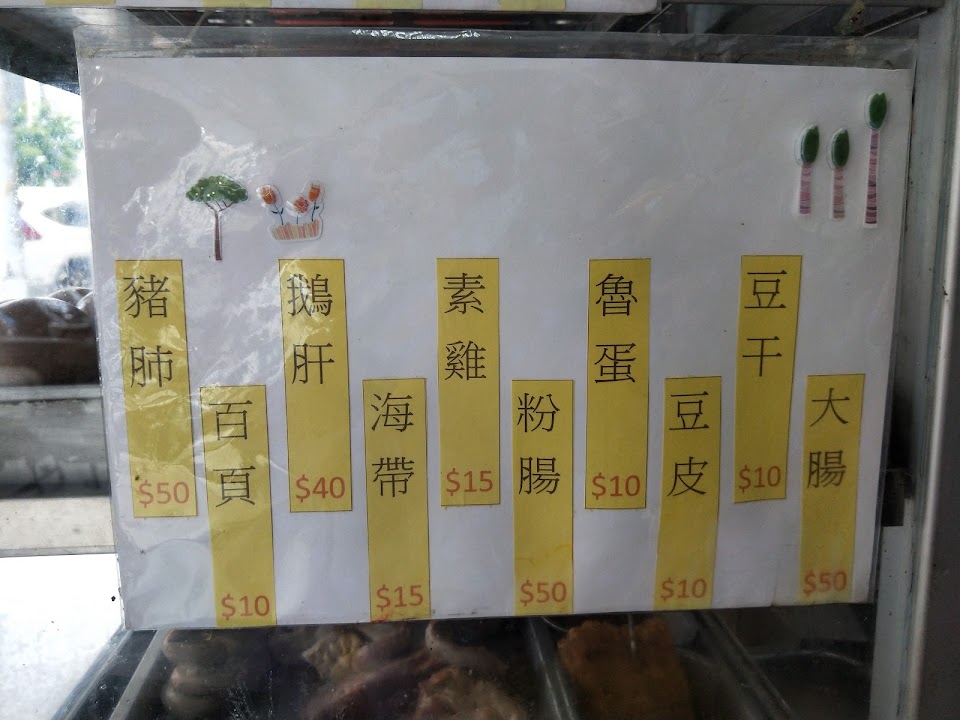 豬肺 $50
百頁 $10
鵝肝 $40
海帶 $15
素雞 $15
粉腸 $50
魯蛋 $10
豆皮 $10
豆干 $10
大腸 $50